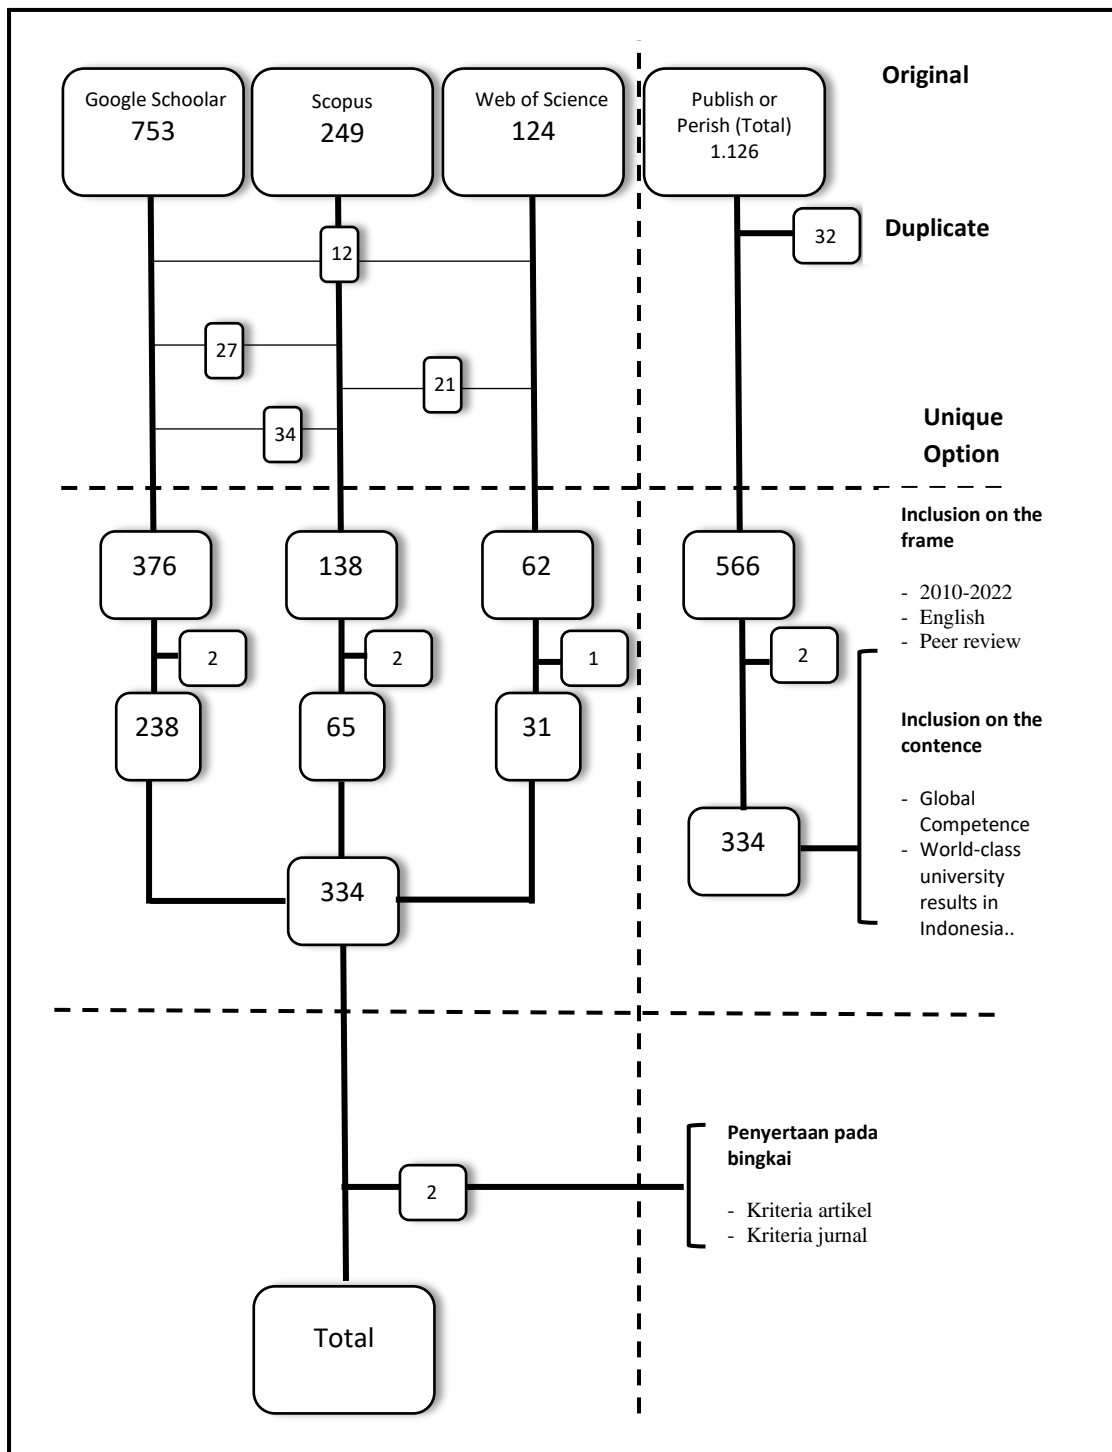 Google Schoolar
753
Scopus
249
Web of Science
124
Publish or
Perish (Total)
1.126
Original
32
Duplicate
12
27
21
34
Unique
Option
376
138
62
566
Inclusion on the
frame
- 2010-2022
- English
- Peer review
2
2
1
2
238
65
31
Inclusion on the
contence
- Global
Competence
- World-class
university
results in
Indonesia..
334
334
Penyertaan pada
bingkai
- Kriteria artikel
- Kriteria jurnal
2
Total